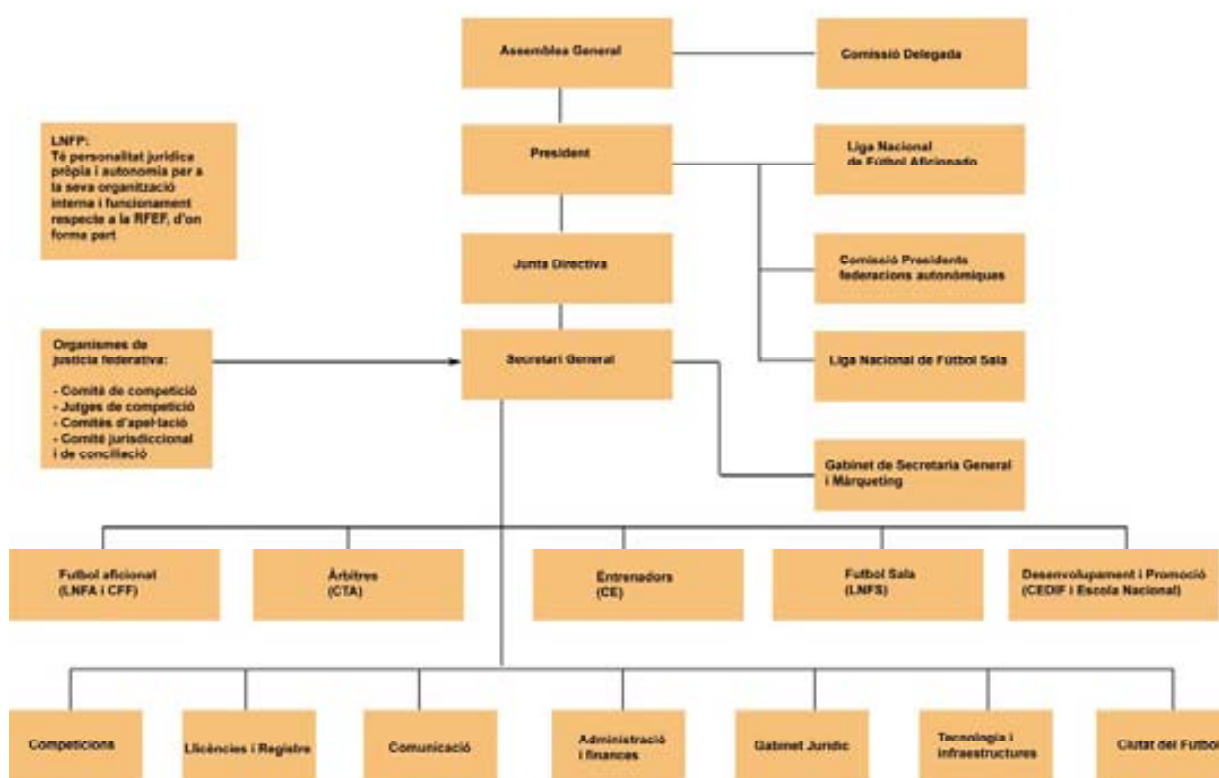 Assemblea General
Comissió Delegada
LNFP:
Té personalitat jurídica
pròpia i autonomia per a
la seva organització
interna i funcionament
respecte a la RFEF, d'on
forma part
President
Liga Nacional
de Fútbol Aficionado
Junta Directiva
Comissió Presidents
federacions autonòmiques
Organismes de
justícia federativa:
- Comitè de competició
- Jutges de competició
- Comitès d'apel·lació
- Comitè jurisdiccional
i de conciliació
Secretari General
Liga Nacional de Fútbol Sala
Gabinet de Secretaria General
i Màrqueting
Futbol aficionat
(LNFA i CFF)
Àrbitres
(CTA)
Entrenadors
(CE)
Futbol Sala
(LNFS)
Desenvolupament i Promoció
(CEDIF i Escola Nacional)
Competicions
Llicències i Registre
Comunicació
Administració
i finances
Gabinet Jurídic
Tecnologia i
infraestructures
Ciutat del Futbol